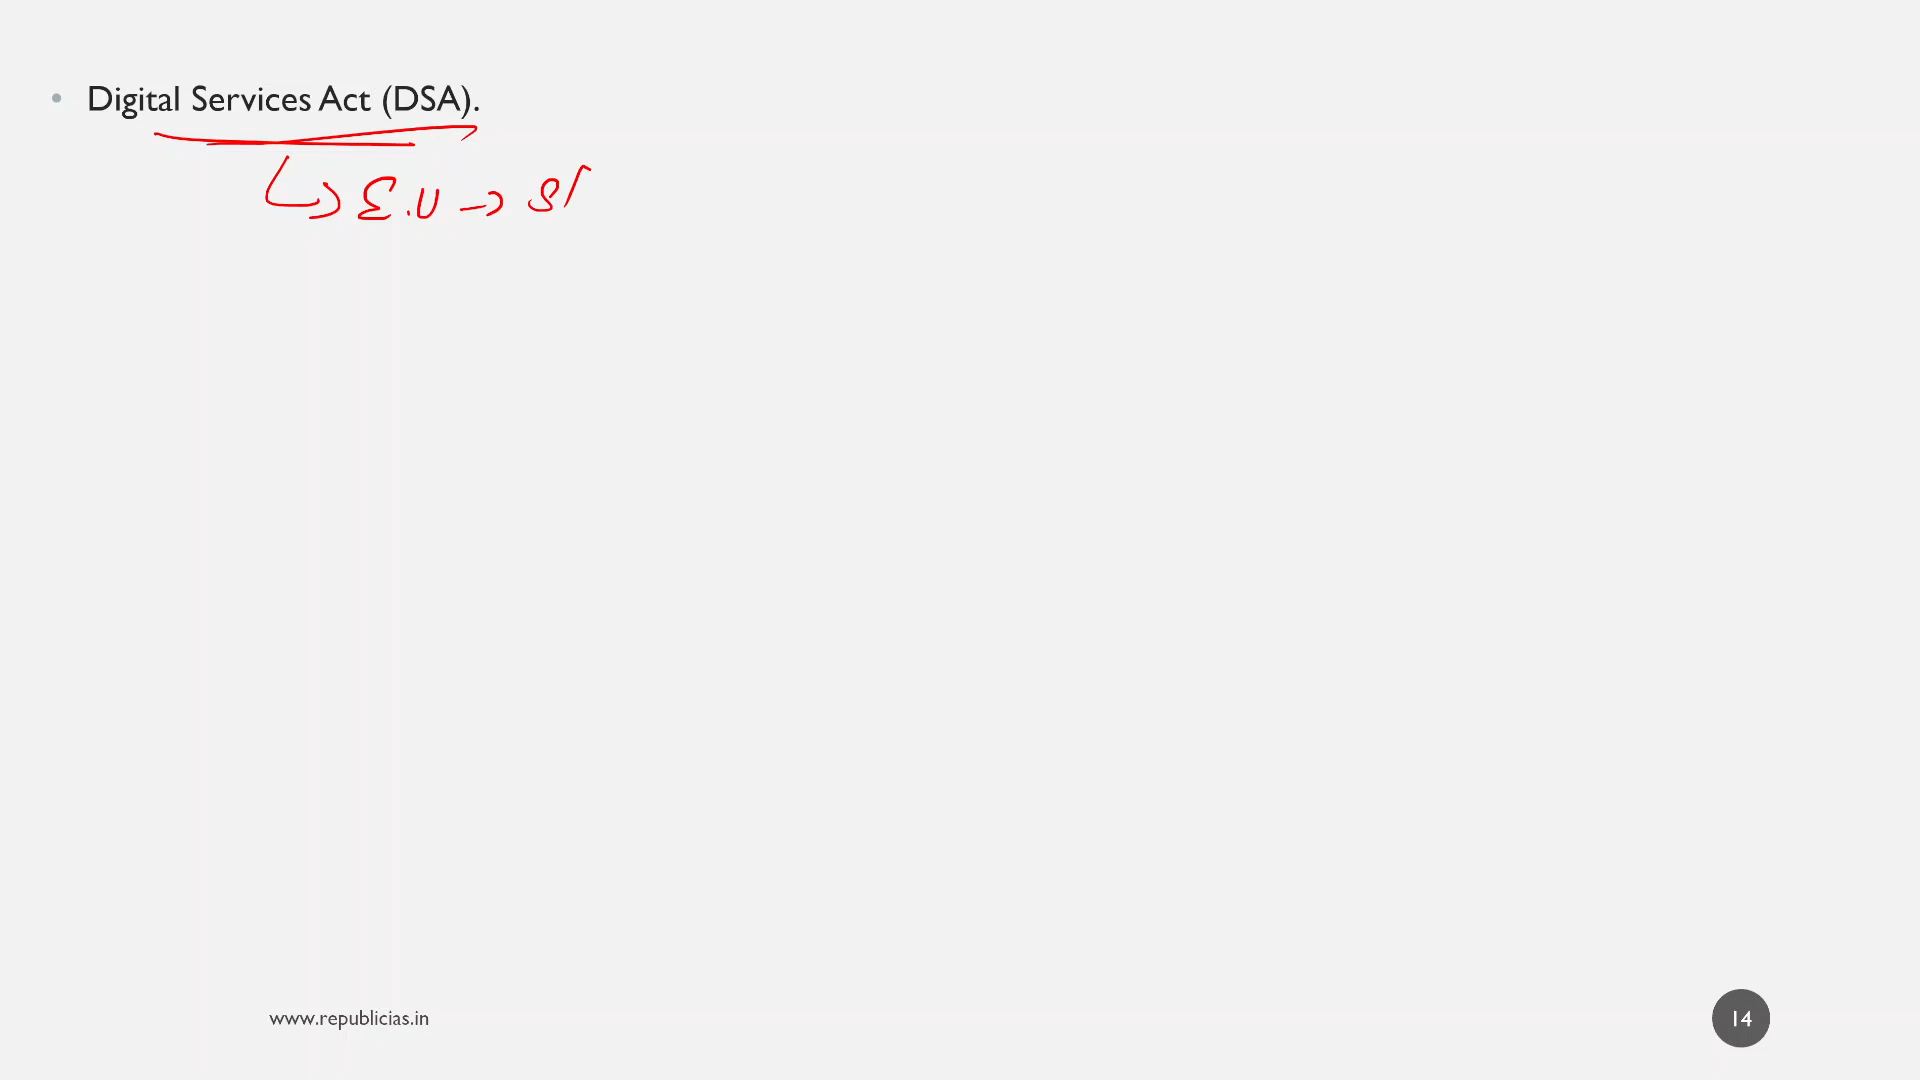 • Digital Services Act (DSA).
↳ E.U →
www.republicias.in
14